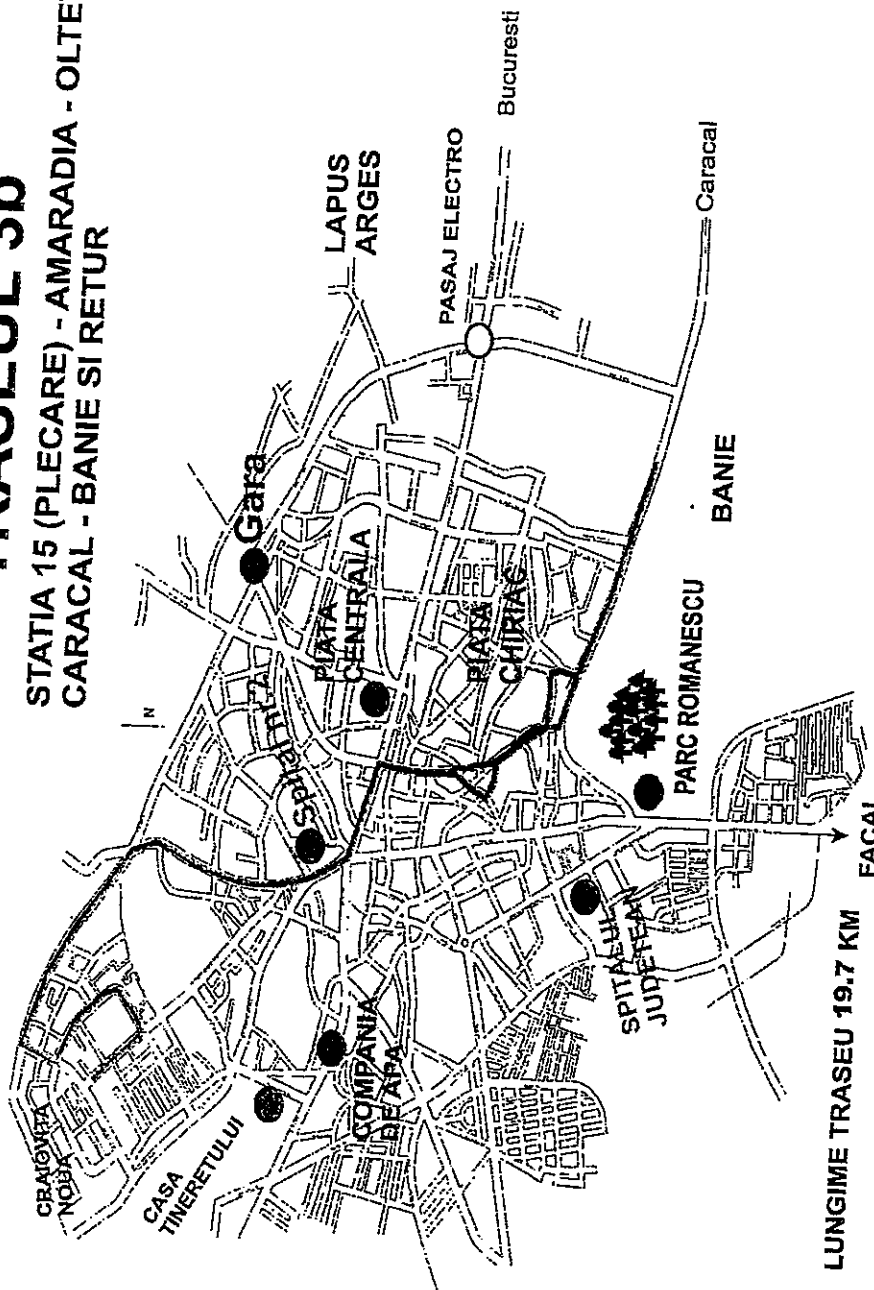 STATIA 15 (PLECARE) - AMARADIA -
CARACAL - BANIE SI RETUR
N
Gara
LAPUS
ARGES
PASAJ ELECTRO
Bucuresti
Caracal
PIATA
CENTRALA
PIATA
CHIRIAC
BANIE
PARC ROMANESCU
SPITALUL
JUDETEAN
COMPANIA
DE APA
CASA
TINERETULUI
CRAIOVITA
NOUA
LUNGIME TRASEU 19.7 KM